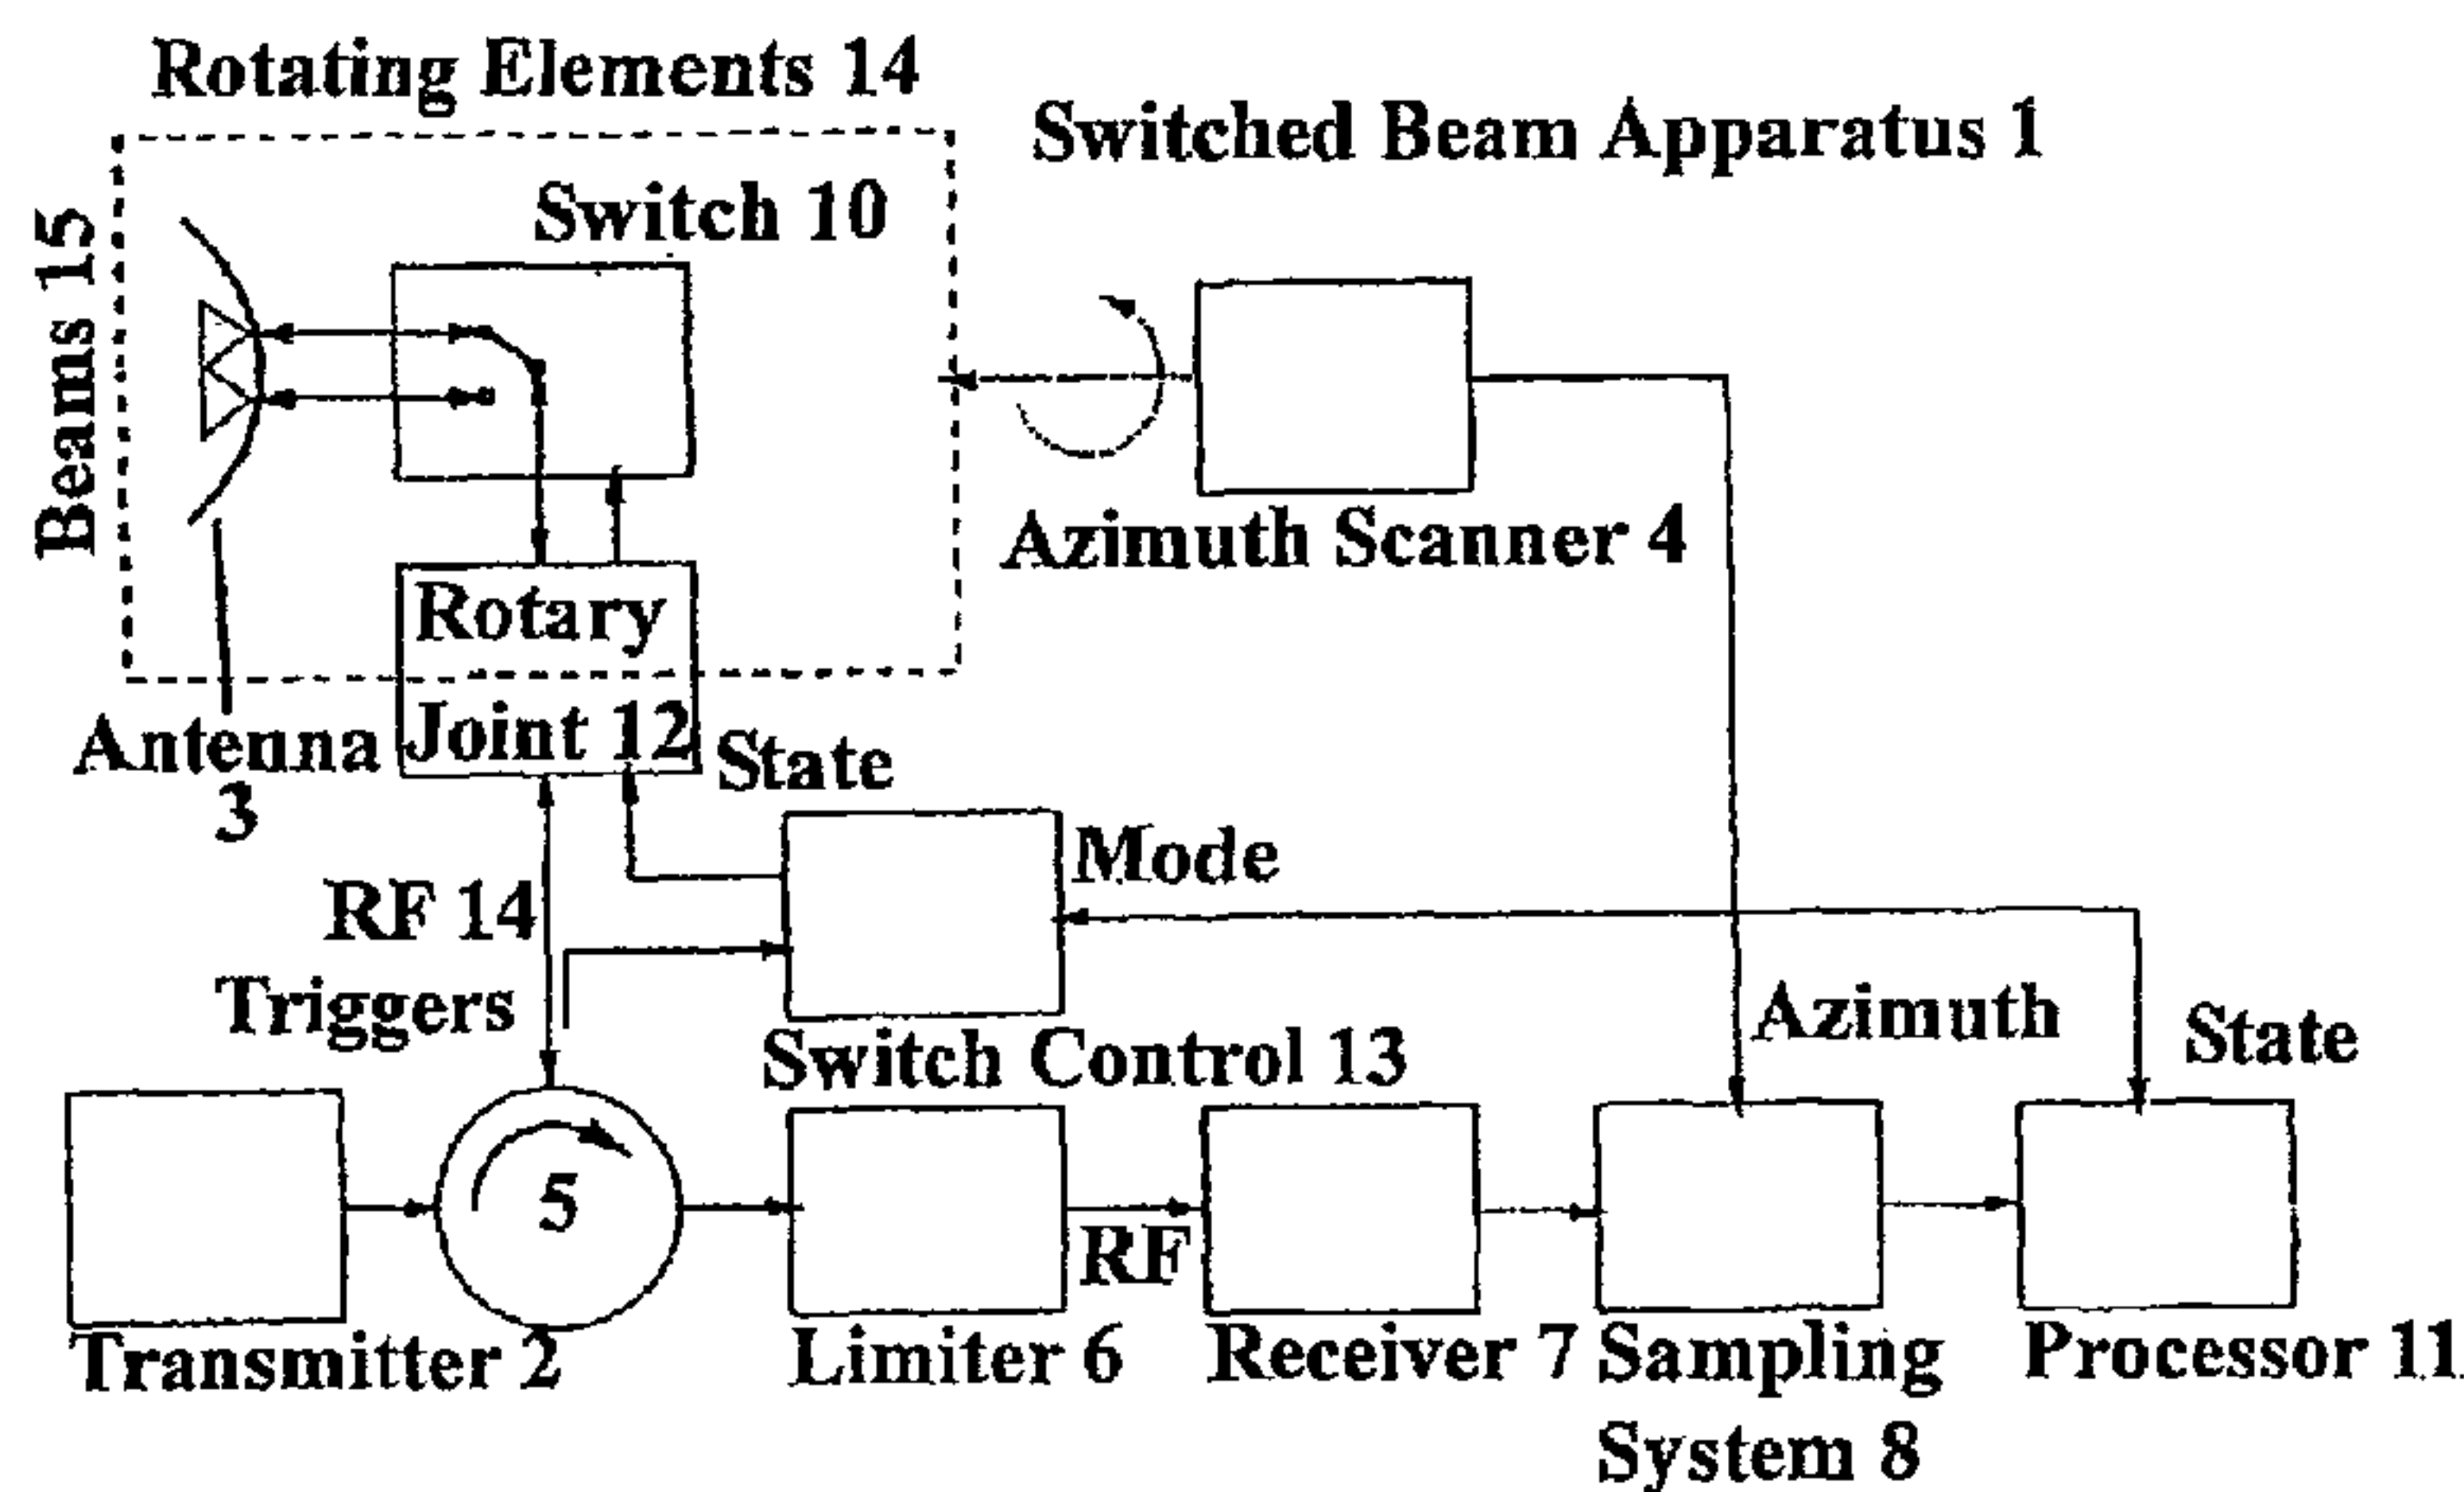 Rotating Elements 14
Switched Beam Apparatus 1
Switch 10
Beams 15
Azimuth Scanner 4
Rotary
Joint 12
Antenna
3
State
Mode
RF 14
Triggers
Switch Control 13
Azimuth
State
5
RF
Transmitter 2
Limiter 6
Receiver 7
Sampling
System 8
Processor 11